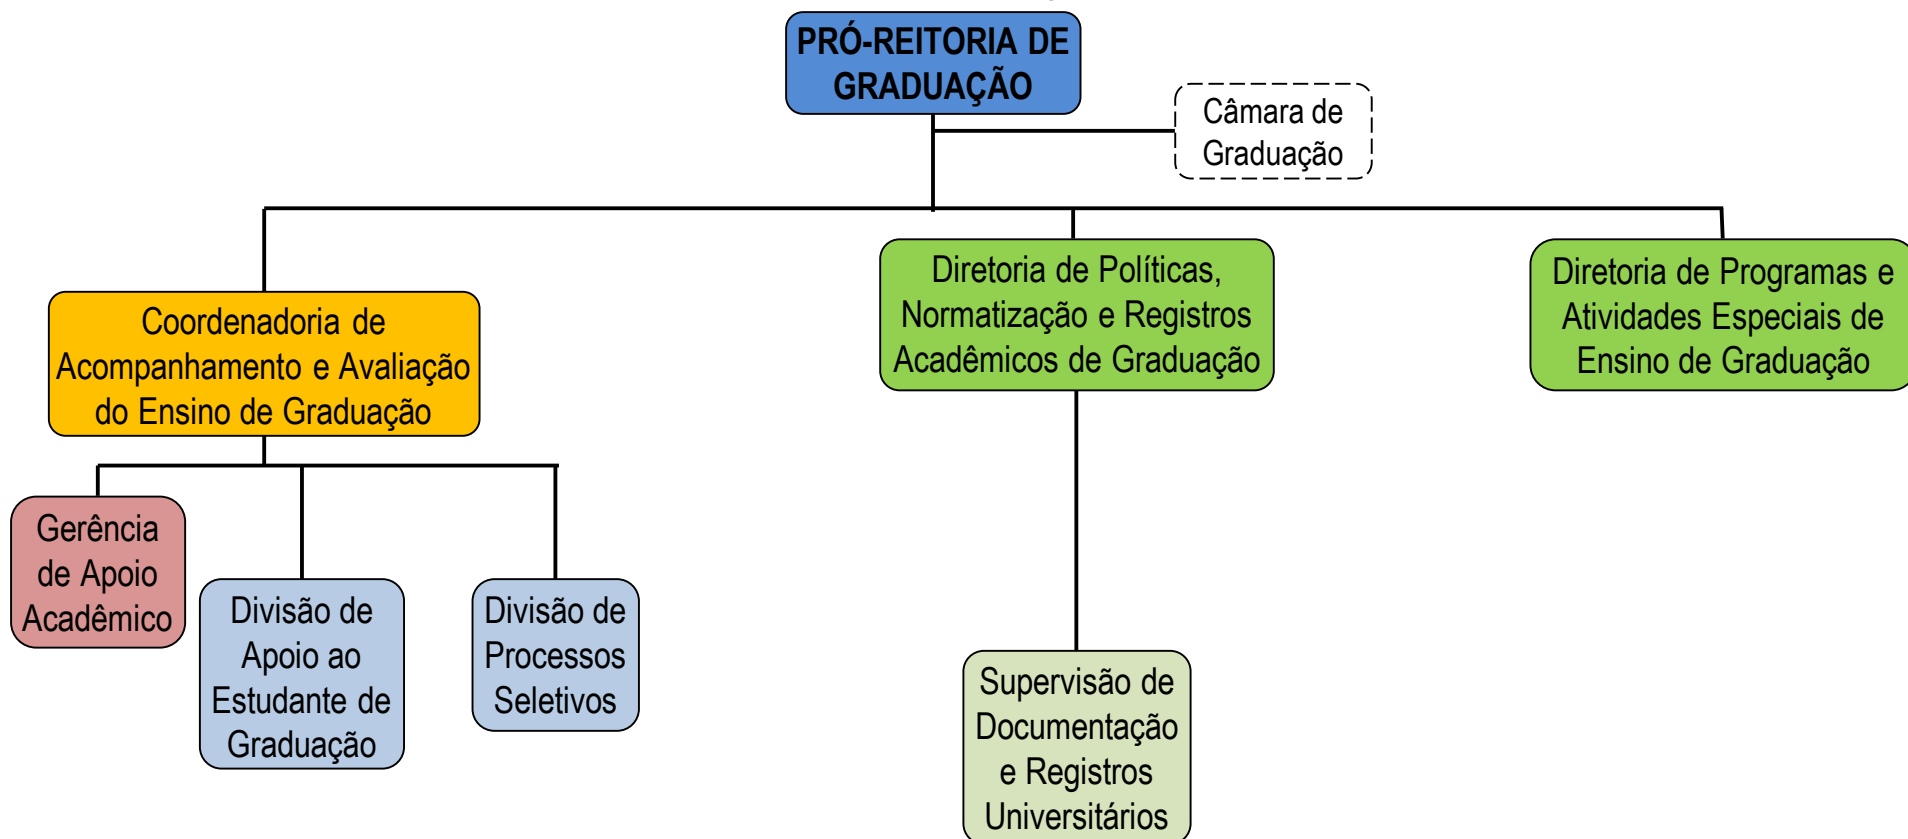 PRÓ-REITORIA DE
GRADUAÇÃO
Câmara de
Graduação
Coordenadoria de
Acompanhamento e Avaliação
do Ensino de Graduação
Diretoria de Políticas,
Normatização e Registros
Acadêmicos de Graduação
Diretoria de Programas e
Atividades Especiais de
Ensino de Graduação
Gerência
de Apoio
Acadêmico
Divisão de
Apoio ao
Estudante de
Graduação
Divisão de
Processos
Seletivos
Supervisão de
Documentação
e Registros
Universitários